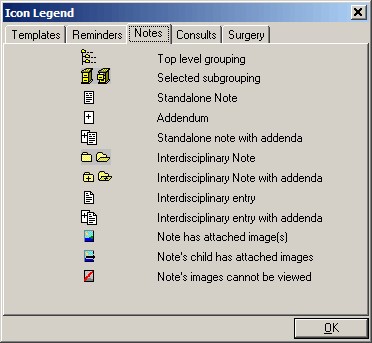 Icon Legend
Templates Reminders Notes Consults Surgery
Top level grouping
Selected subgrouping
Standalone Note
Addendum
Standalone note with addenda
Interdisciplinary Note
Interdisciplinary Note with addenda
Interdisciplinary entry
Interdisciplinary entry with addenda
Note has attached image(s)
Note's child has attached images
Note's images cannot be viewed
OK